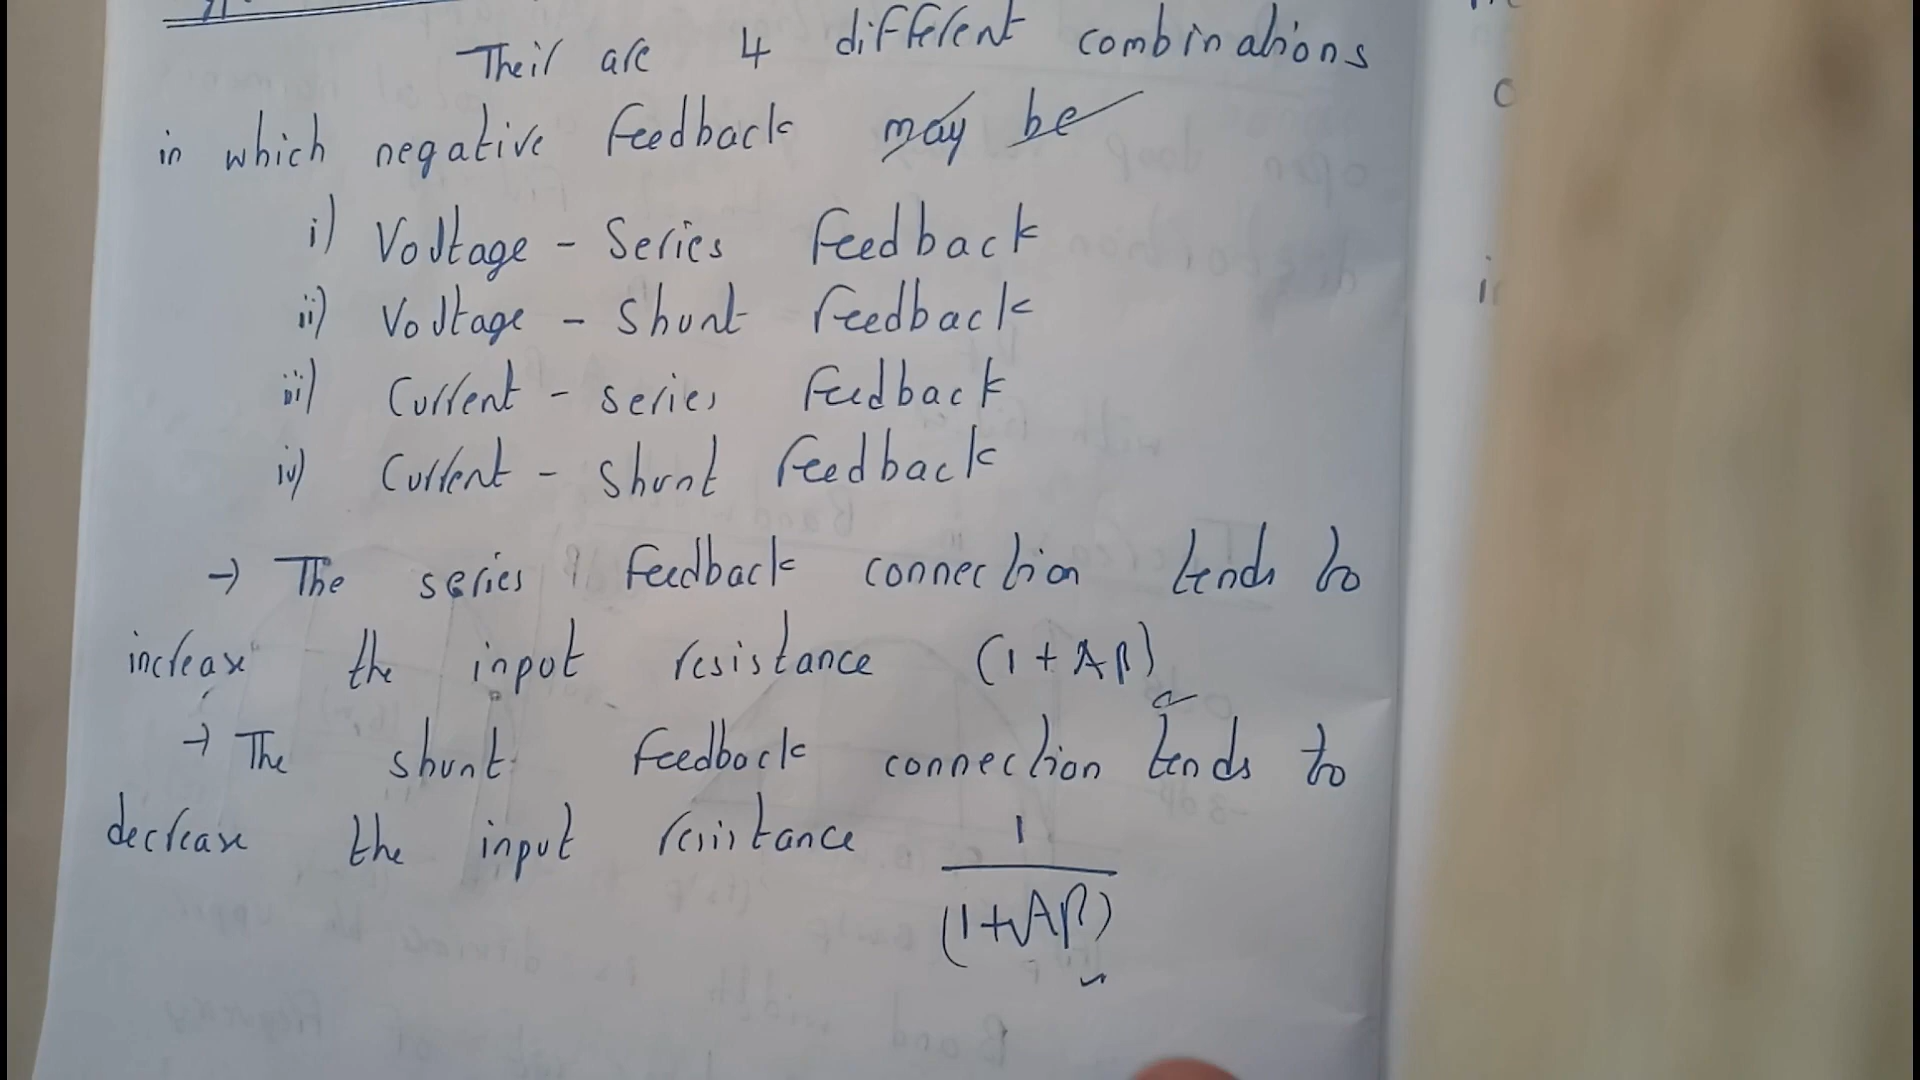 Their are 4 different combinations
in which negative feedback may be
i) Voltage - Series feedback
ii) Voltage - Shunt feedback
iii) Current - series feedback
iv) Current - Shunt feedback
→ The series feedback connection tends to
increase the input resistance (1 + Aβ)
→ The shunt feedback connection tends to
decrease the input resistance 1
(1+Aβ)